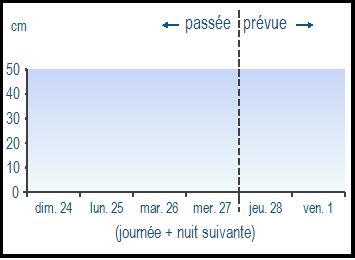 cm
← passée prévue →
50
40
30
20
10
0
dim. 24 lun. 25 mar. 26 mer. 27 jeu. 28 ven. 1
(journée + nuit suivante)